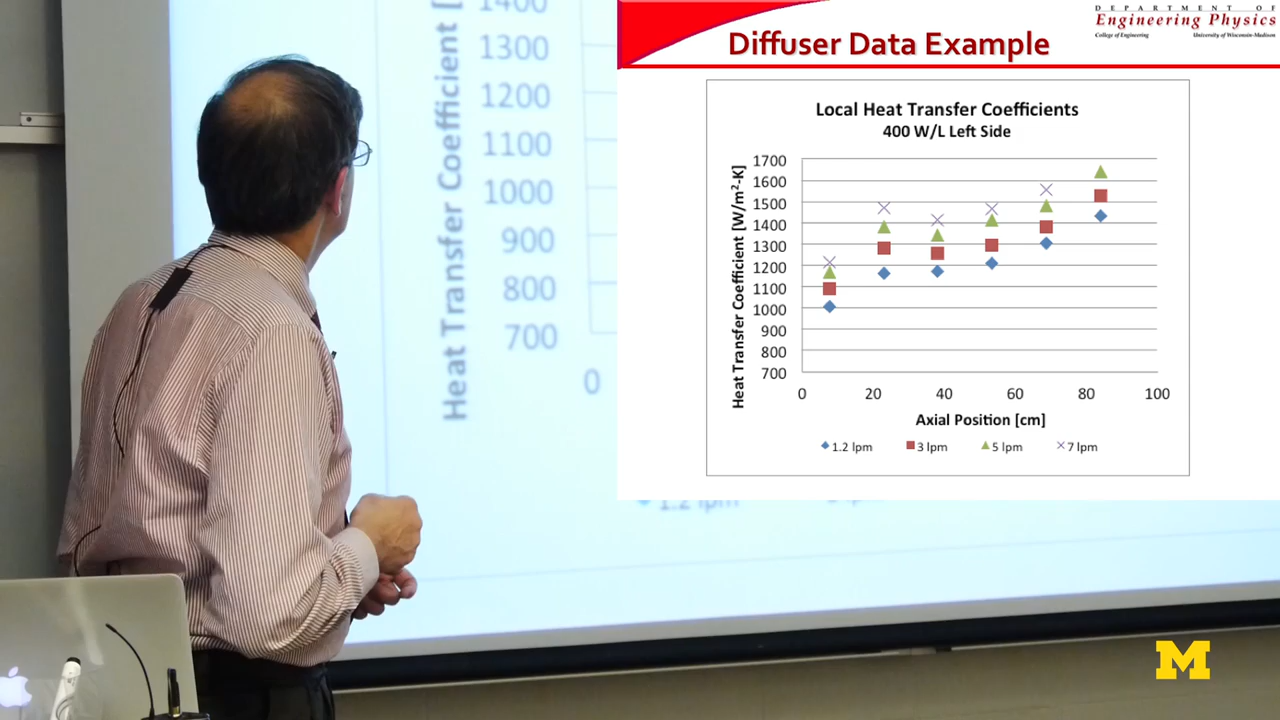 DEPARTMENT OF
Engineering Physics
College of Engineering University of Wisconsin-Madison
Diffuser Data Example
Local Heat Transfer Coefficients
400 W/L Left Side
Heat Transfer Coefficient [W/m²-K]
1700
1600
1500
1400
1300
1200
1100
1000
900
800
700
0 20 40 60 80 100
Axial Position [cm]
1.2 lpm 3 lpm 5 lpm 7 lpm
Heat Transfer Coefficient [
1400
1300
1200
1100
1000
900
800
700
0
1.2 lpm
M